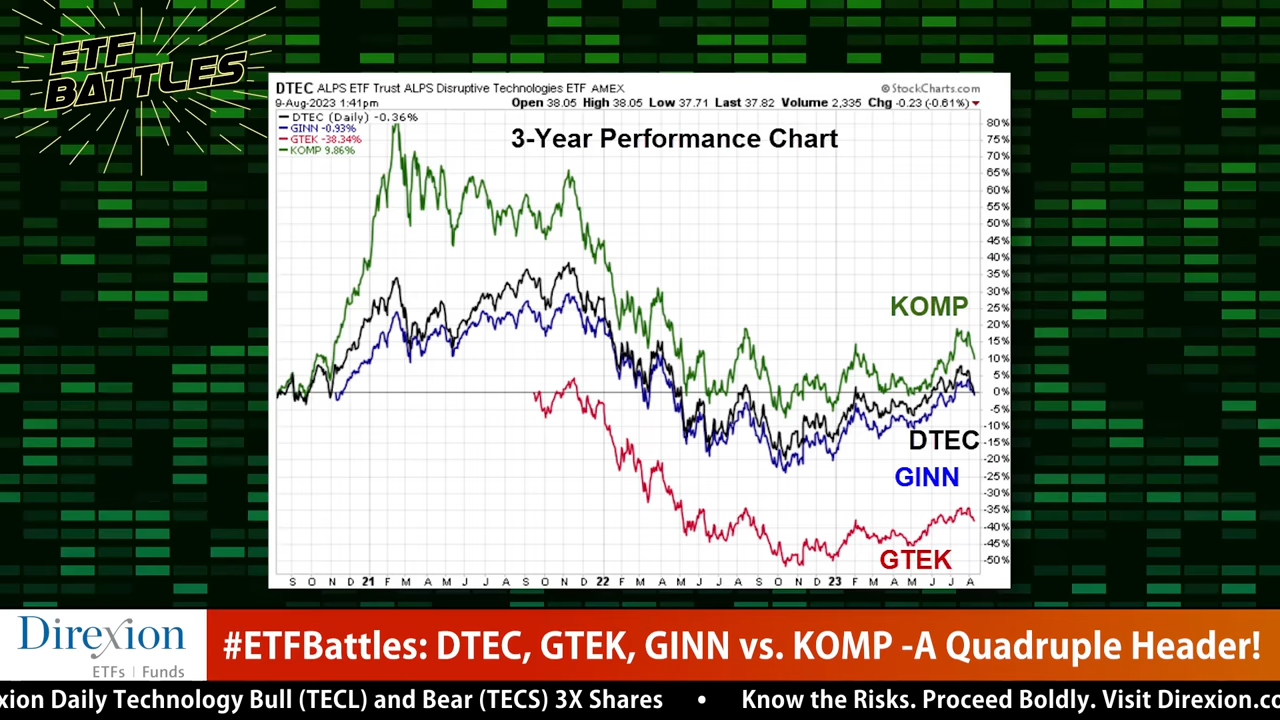 ETF
BATTLES
DTEC ALPS ETF Trust ALPS Disruptive Technologies ETF AMEX
© StockCharts.com
9-Aug-2023 1:41pm
Open 38.05 High 38.05 Low 37.71 Last 37.82 Volume 2,335 Chg -0.23 (-0.61%)
DTEC (Daily) -0.36%
GINN -0.93%
GTEK -38.34%
KOMP 9.86%
3-Year Performance Chart
80%
75%
70%
65%
60%
55%
50%
45%
40%
35%
30%
25%
20%
15%
10%
5%
0%
-5%
-10%
-15%
-20%
-25%
-30%
-35%
-40%
-45%
-50%
KOMP
DTEC
GINN
GTEK
S O N D 21 F M A M J J A S O N D 22 F M A M J J A S O N D 23 F M A M J J A
Direxion
ETFs | Funds
#ETFBattles: DTEC, GTEK, GINN vs. KOMP -A Quadruple Header!
xion Daily Technology Bull (TECL) and Bear (TECS) 3X Shares • Know the Risks. Proceed Boldly. Visit Direxion.co